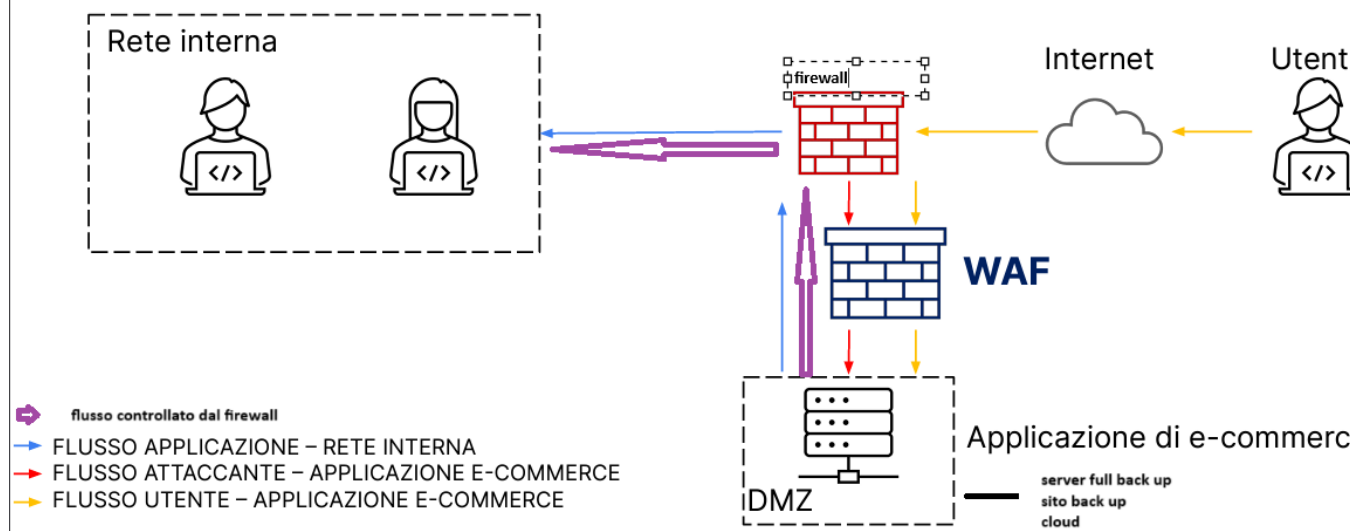 Rete interna
firewall
Internet
Utent
</>
</>
</>
WAF
flusso controllato dal firewall
FLUSSO APPLICAZIONE – RETE INTERNA
FLUSSO ATTACCANTE – APPLICAZIONE E-COMMERCE
FLUSSO UTENTE – APPLICAZIONE E-COMMERCE
DMZ
Applicazione di e-commerc
server full back up
sito back up
cloud